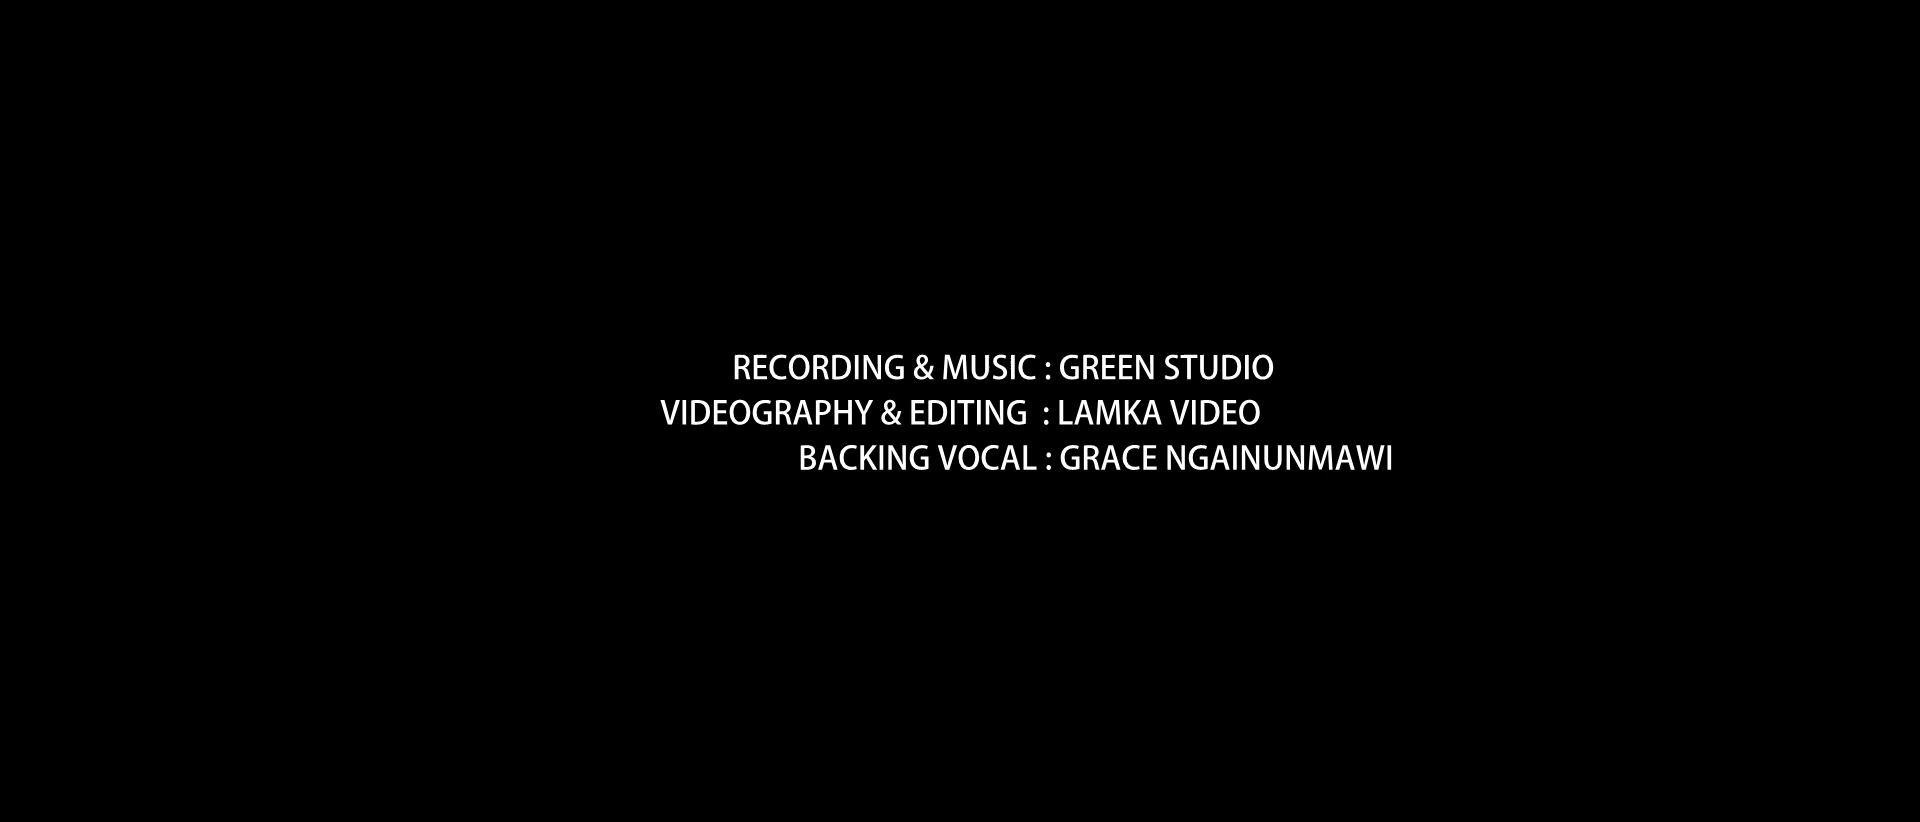 RECORDING & MUSIC : GREEN STUDIO
VIDEOGRAPHY & EDITING : LAMKA VIDEO
BACKING VOCAL : GRACE NGAINUNMAWI